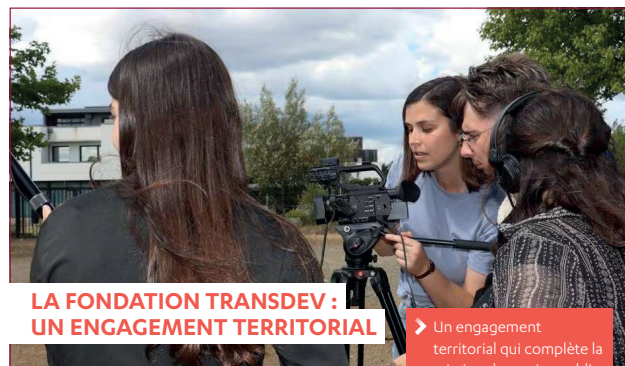 LA FONDATION TRANSDEV :
UN ENGAGEMENT TERRITORIAL
Un engagement
territorial qui complète la